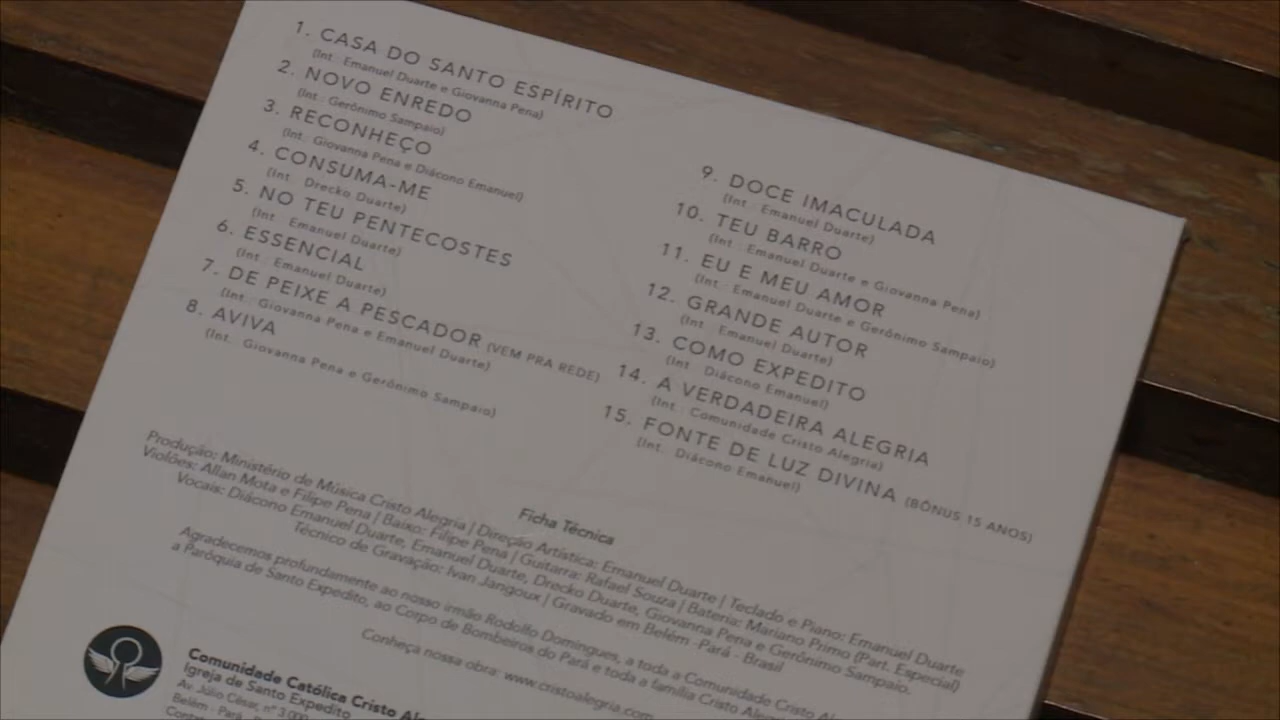 1. CASA DO SANTO ESPÍRITO
(Int.: Emanuel Duarte e Giovanna Pena)
2. NOVO ENREDO
(Int.: Gerônimo Sampaio)
3. RECONHEÇO
(Int.: Giovanna Pena e Diácono Emanuel)
4. CONSUMA-ME
(Int.: Drecko Duarte)
5. NO TEU PENTECOSTES
(Int.: Emanuel Duarte)
6. ESSENCIAL
(Int.: Emanuel Duarte)
7. DE PEIXE A PESCADOR (VEM PRA REDE)
(Int.: Giovanna Pena e Emanuel Duarte)
8. AVIVA
(Int.: Giovanna Pena e Gerônimo Sampaio)
9. DOCE IMACULADA
(Int.: Emanuel Duarte)
10. TEU BARRO
(Int.: Emanuel Duarte e Giovanna Pena)
11. EU E MEU AMOR
(Int.: Emanuel Duarte e Gerônimo Sampaio)
12. GRANDE AUTOR
(Int.: Emanuel Duarte)
13. COMO EXPEDITO
(Int.: Diácono Emanuel)
14. A VERDADEIRA ALEGRIA
(Int.: Comunidade Cristo Alegria)
15. FONTE DE LUZ DIVINA (BÔNUS 15 ANOS)
(Int.: Diácono Emanuel)
Ficha Técnica
Produção: Ministério de Música Cristo Alegria | Direção Artística: Emanuel Duarte | Teclado e Piano: Emanuel Duarte
Violões: Allan Mota e Filipe Pena | Baixo: Filipe Pena | Guitarra: Rafael Souza | Bateria: Mariano Primo (Part. Especial)
Vocais: Diácono Emanuel Duarte, Emanuel Duarte, Drecko Duarte, Giovanna Pena e Gerônimo Sampaio.
Técnico de Gravação: Ivan Jangoux | Gravado em Belém -Pará - Brasil
Agradecemos profundamente ao nosso irmão Rodolfo Domingues, a toda a Comunidade Cristo
a Paróquia de Santo Expedito, ao Corpo de Bombeiros do Pará e toda a família Cristo
Conheça nossa obra: www.cristoalegria.com
Comunidade Católica Cristo
Igreja de Santo Expedito
Av. Júlio César, nº 3.000
Belém - Pará -